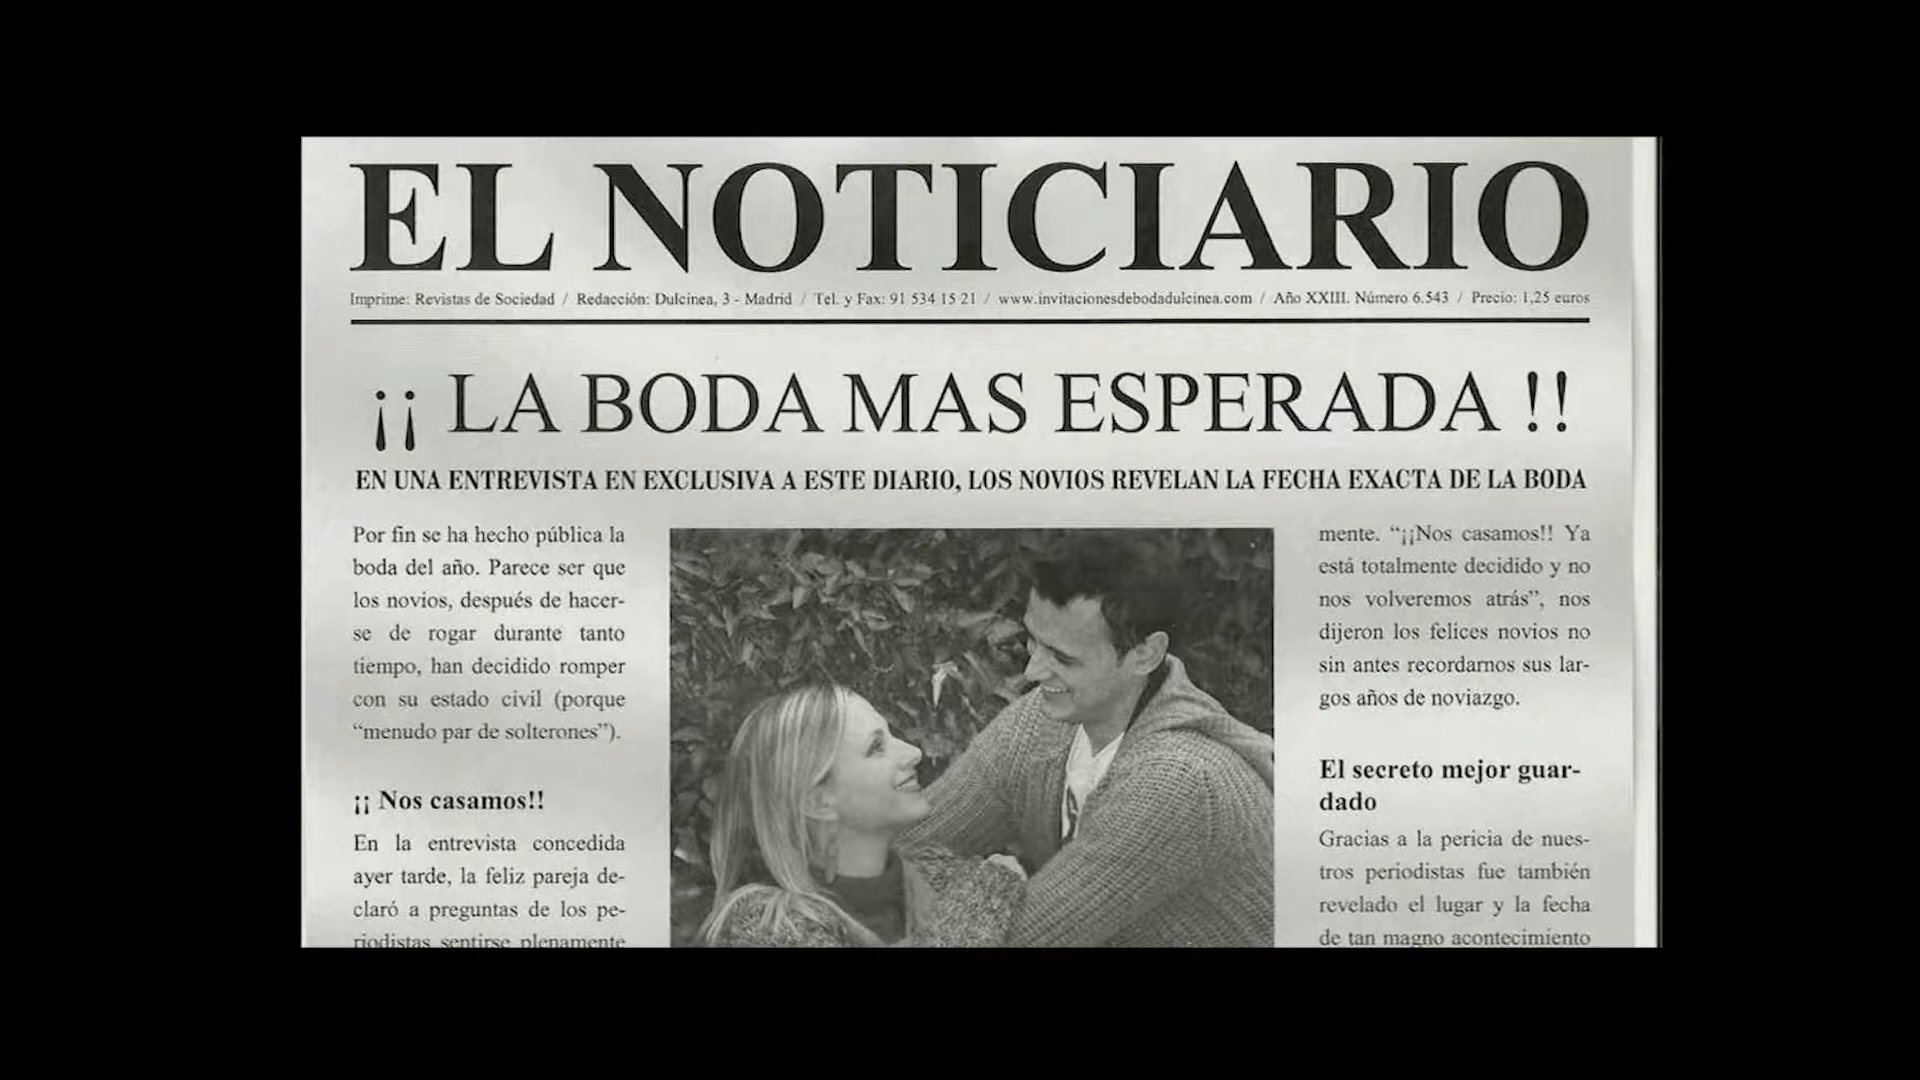 EL NOTICIARIO
Imprime: Revistas de Sociedad / Redacción: Dulcinea, 3 - Madrid / Tel. y Fax: 91 534 15 21 / www.invitacionesdebodadulcinea.com / Año XXIII. Número 6.543 / Precio: 1,25 euros
¡¡ LA BODA MAS ESPERADA !!
EN UNA ENTREVISTA EN EXCLUSIVA A ESTE DIARIO, LOS NOVIOS REVELAN LA FECHA EXACTA DE LA BODA
Por fin se ha hecho pública la
boda del año. Parece ser que
los novios, después de hacer-
se de rogar durante tanto
tiempo, han decidido romper
con su estado civil (porque
“menudo par de solterones”).
¡¡ Nos casamos!!
En la entrevista concedida
ayer tarde, la feliz pareja de-
claró a preguntas de los pe-
riodistas sentirse plenamente
mente. “¡¡Nos casamos!! Ya
está totalmente decidido y no
nos volveremos atrás”, nos
dijeron los felices novios no
sin antes recordarnos sus lar-
gos años de noviazgo.
El secreto mejor guar-
dado
Gracias a la pericia de nues-
tros periodistas fue también
revelado el lugar y la fecha
de tan magno acontecimiento